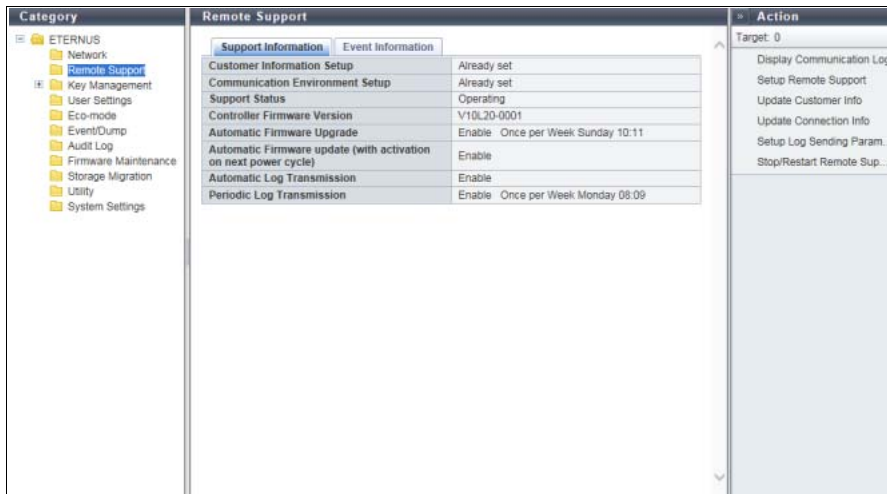 Category
ETERNUS
Network
Remote Support
Key Management
User Settings
Eco-mode
Event/Dump
Audit Log
Firmware Maintenance
Storage Migration
Utility
System Settings
Remote Support
Support Information Event Information
Customer Information Setup Already set
Communication Environment Setup Already set
Support Status Operating
Controller Firmware Version V10L20-0001
Automatic Firmware Upgrade Enable Once per Week Sunday 10:11
Automatic Firmware update (with activation
on next power cycle) Enable
Automatic Log Transmission Enable
Periodic Log Transmission Enable Once per Week Monday 08:09
» Action
Target: 0
Display Communication Log
Setup Remote Support
Update Customer Info
Update Connection Info
Setup Log Sending Param...
Stop/Restart Remote Sup...